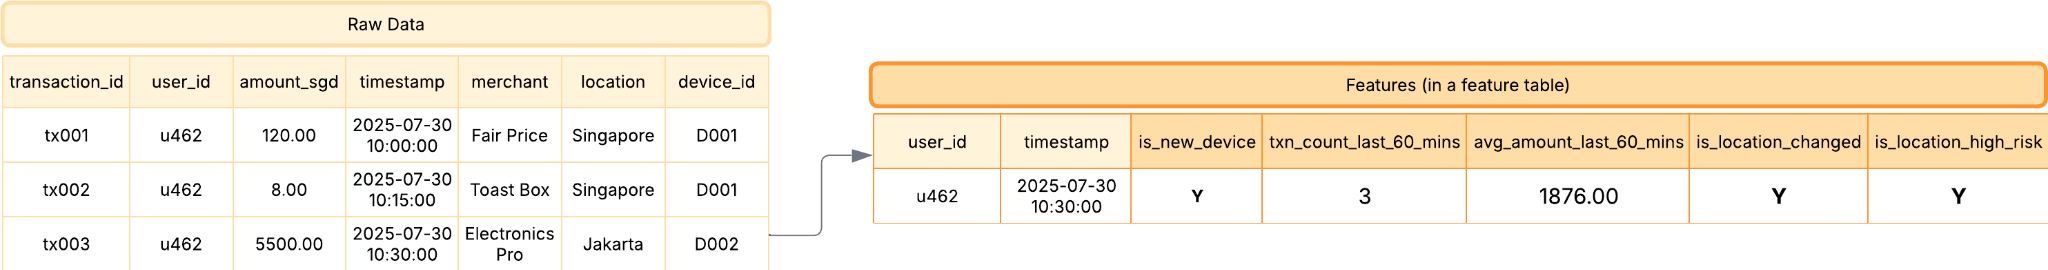 Raw Data
transaction_id user_id amount_sgd timestamp merchant location device_id
tx001 u462 120.00 2025-07-30 10:00:00 Fair Price Singapore D001
tx002 u462 8.00 2025-07-30 10:15:00 Toast Box Singapore D001
tx003 u462 5500.00 2025-07-30 10:30:00 Electronics Pro Jakarta D002
Features (in a feature table)
user_id timestamp is_new_device txn_count_last_60_mins avg_amount_last_60_mins is_location_changed is_location_high_risk
u462 2025-07-30 10:30:00 Y 3 1876.00 Y Y